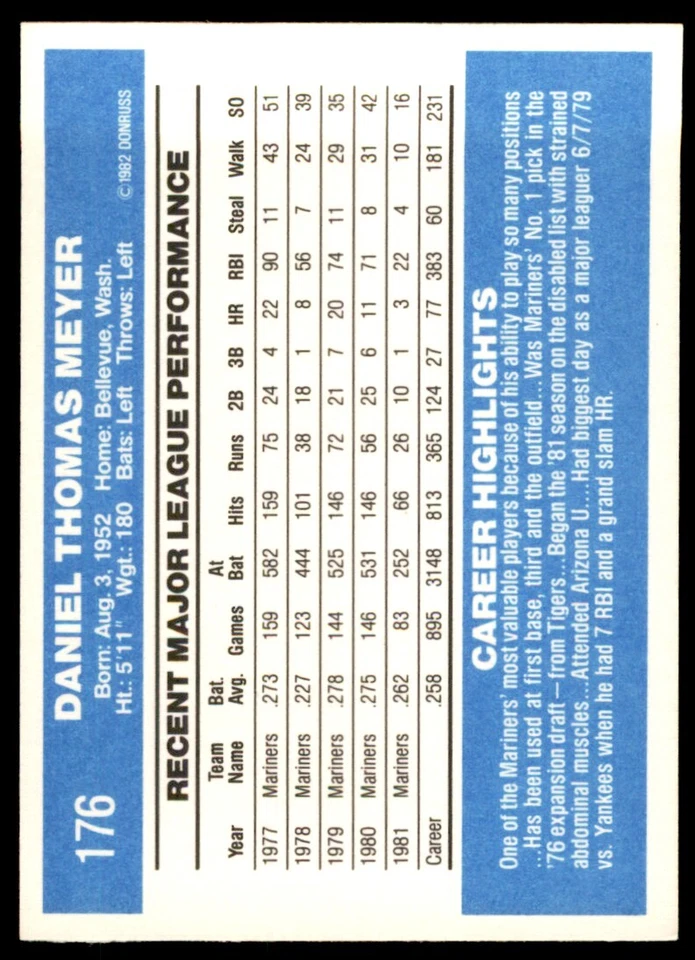 176
DANIEL THOMAS MEYER
Born: Aug. 3, 1952 Home: Bellevue, Wash.
Ht.: 5'11" Wgt.: 180 Bats: Left Throws: Left ©1982 DONRUSS
RECENT MAJOR LEAGUE PERFORMANCE
Year Team Name Bat. Avg. Games At Bat Hits Runs 2B 3B HR RBI Steal Walk SO
1977 Mariners .273 159 582 159 75 24 4 22 90 11 43 51
1978 Mariners .227 123 444 101 38 18 1 8 56 7 24 39
1979 Mariners .278 144 525 146 72 21 7 20 74 11 29 35
1980 Mariners .275 146 531 146 56 25 6 11 71 8 31 42
1981 Mariners .262 83 252 66 26 10 1 3 22 4 10 16
Career .258 895 3148 813 365 124 27 77 383 60 181 231
CAREER HIGHLIGHTS
One of the Mariners' most valuable players because of his ability to play so many positions
...Has been used at first base, third and the outfield...Was Mariners' No. 1 pick in the
'76 expansion draft — from Tigers...Began the '81 season on the disabled list with strained
abdominal muscles...Attended Arizona U....Had biggest day as a major leaguer 6/7/79
vs. Yankees when he had 7 RBI and a grand slam HR.